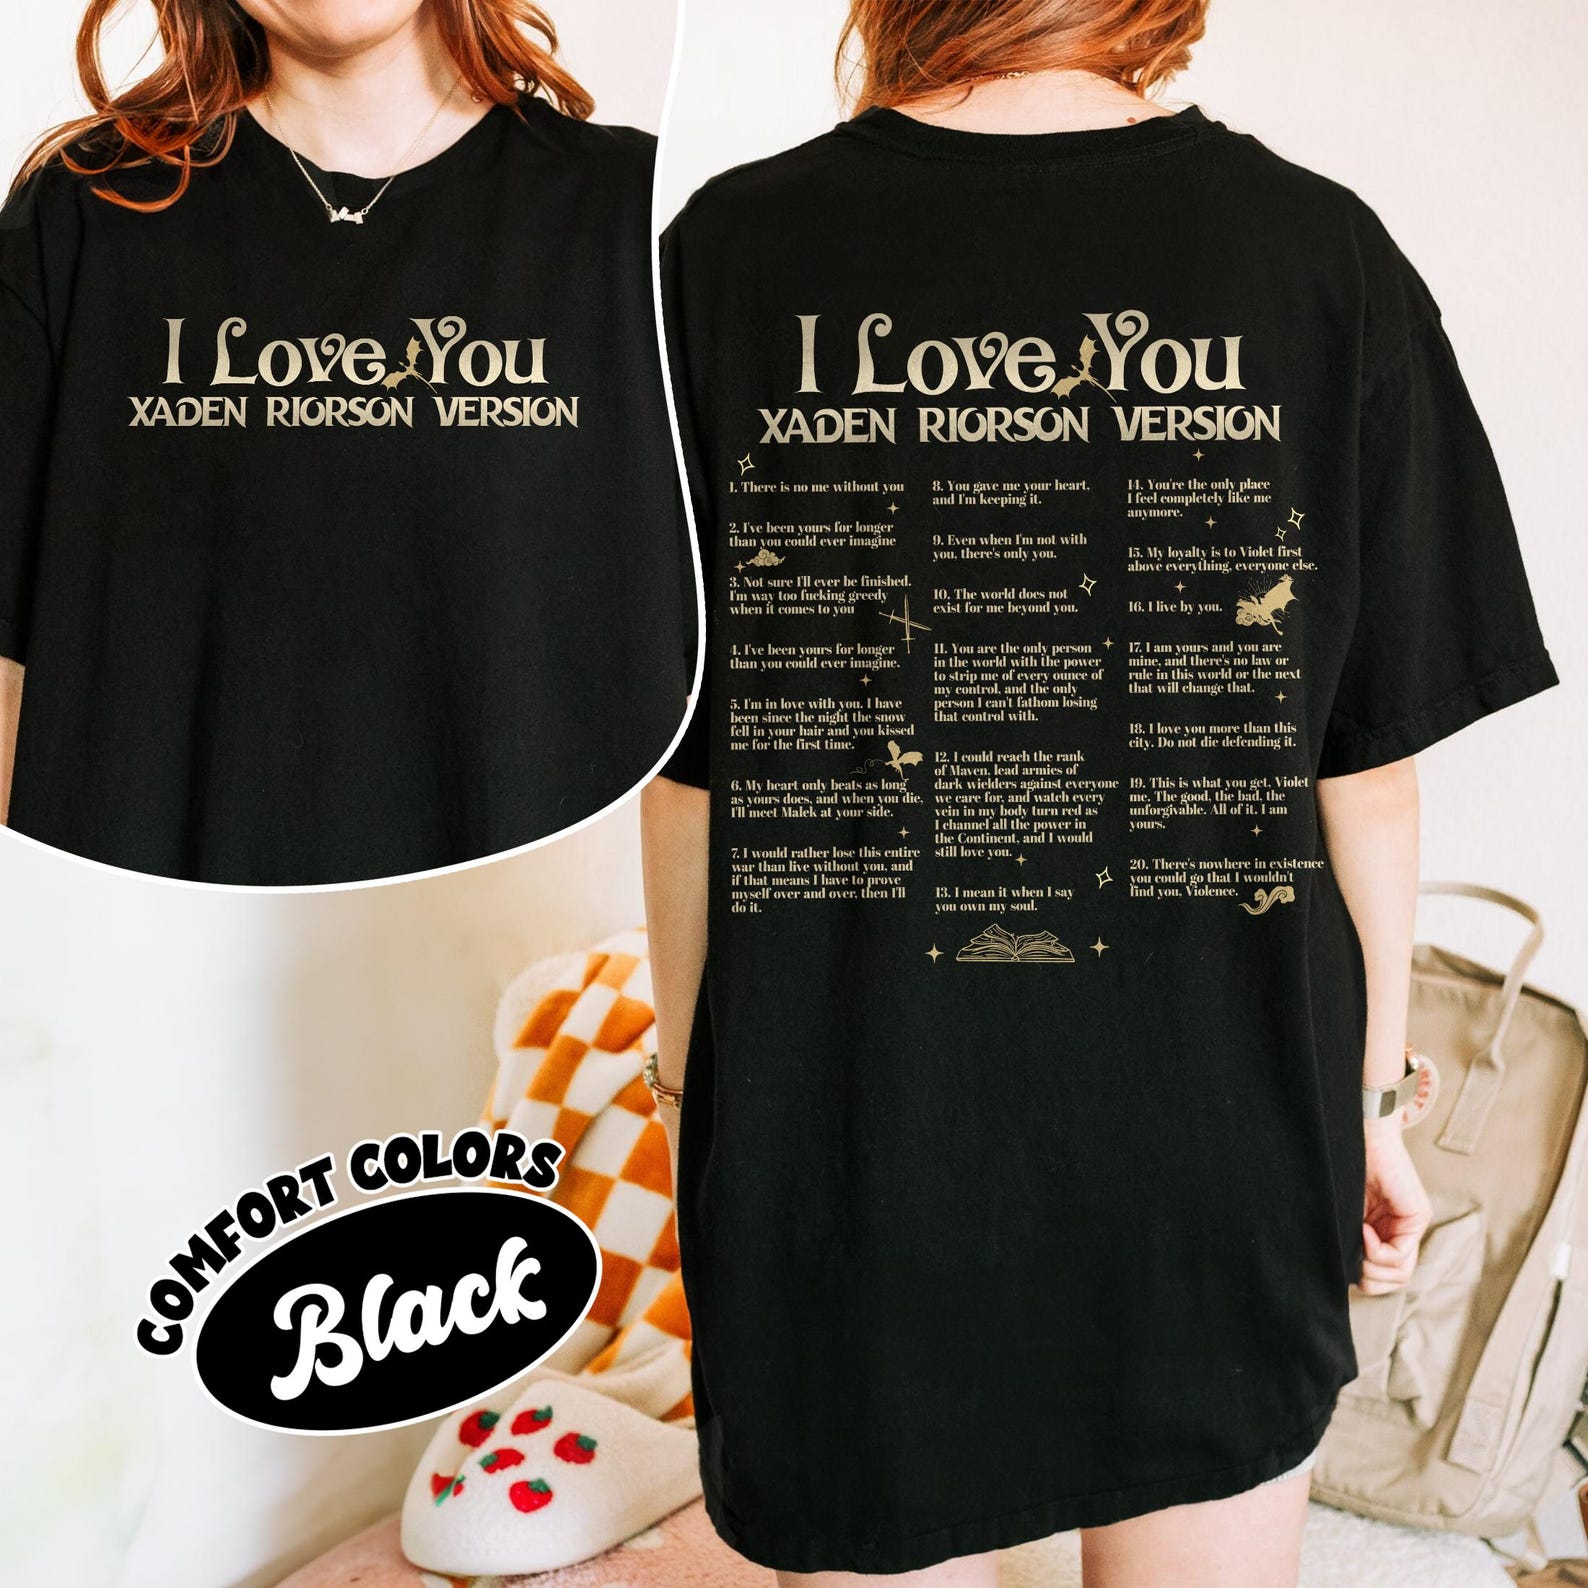 I Love You
XADEN RIORSON VERSION
I Love You
XADEN RIORSON VERSION
1. There is no me without you
2. I've been yours for longer
than you could ever imagine
3. Not sure I'll ever be finished.
I'm way too fucking greedy
when it comes to you
4. I've been yours for longer
than you could ever imagine.
5. I'm in love with you. I have
been since the night the snow
fell in your hair and you kissed
me for the first time.
6. My heart only beats as long
as yours does, and when you die,
I'll meet Malek at your side.
7. I would rather lose this entire
war than live without you, and
if that means I have to prove
myself over and over, then I'll
do it.
8. You gave me your heart,
and I'm keeping it.
9. Even when I'm not with
you, there's only you.
10. The world does not
exist for me beyond you.
11. You are the only person
in the world with the power
to strip me of every ounce of
my control, and the only
person I can't fathom losing
that control with.
12. I could reach the rank
of Maven, lead armies of
dark wielders against everyone
we care for, and watch every
vein in my body turn red as
I channel all the power in
the Continent, and I would
still love you.
13. I mean it when I say
you own my soul.
14. You're the only place
I feel completely like me
anymore.
15. My loyalty is to Violet first
above everything, everyone else.
16. I live by you.
17. I am yours and you are
mine, and there's no law or
rule in this world or the next
that will change that.
18. I love you more than this
city. Do not die defending it.
19. This is what you get, Violet
me. The good, the bad, the
unforgivable. All of it. I am
yours.
20. There's nowhere in existence
you could go that I wouldn't
find you, Violence.
COMFORT COLORS
Black